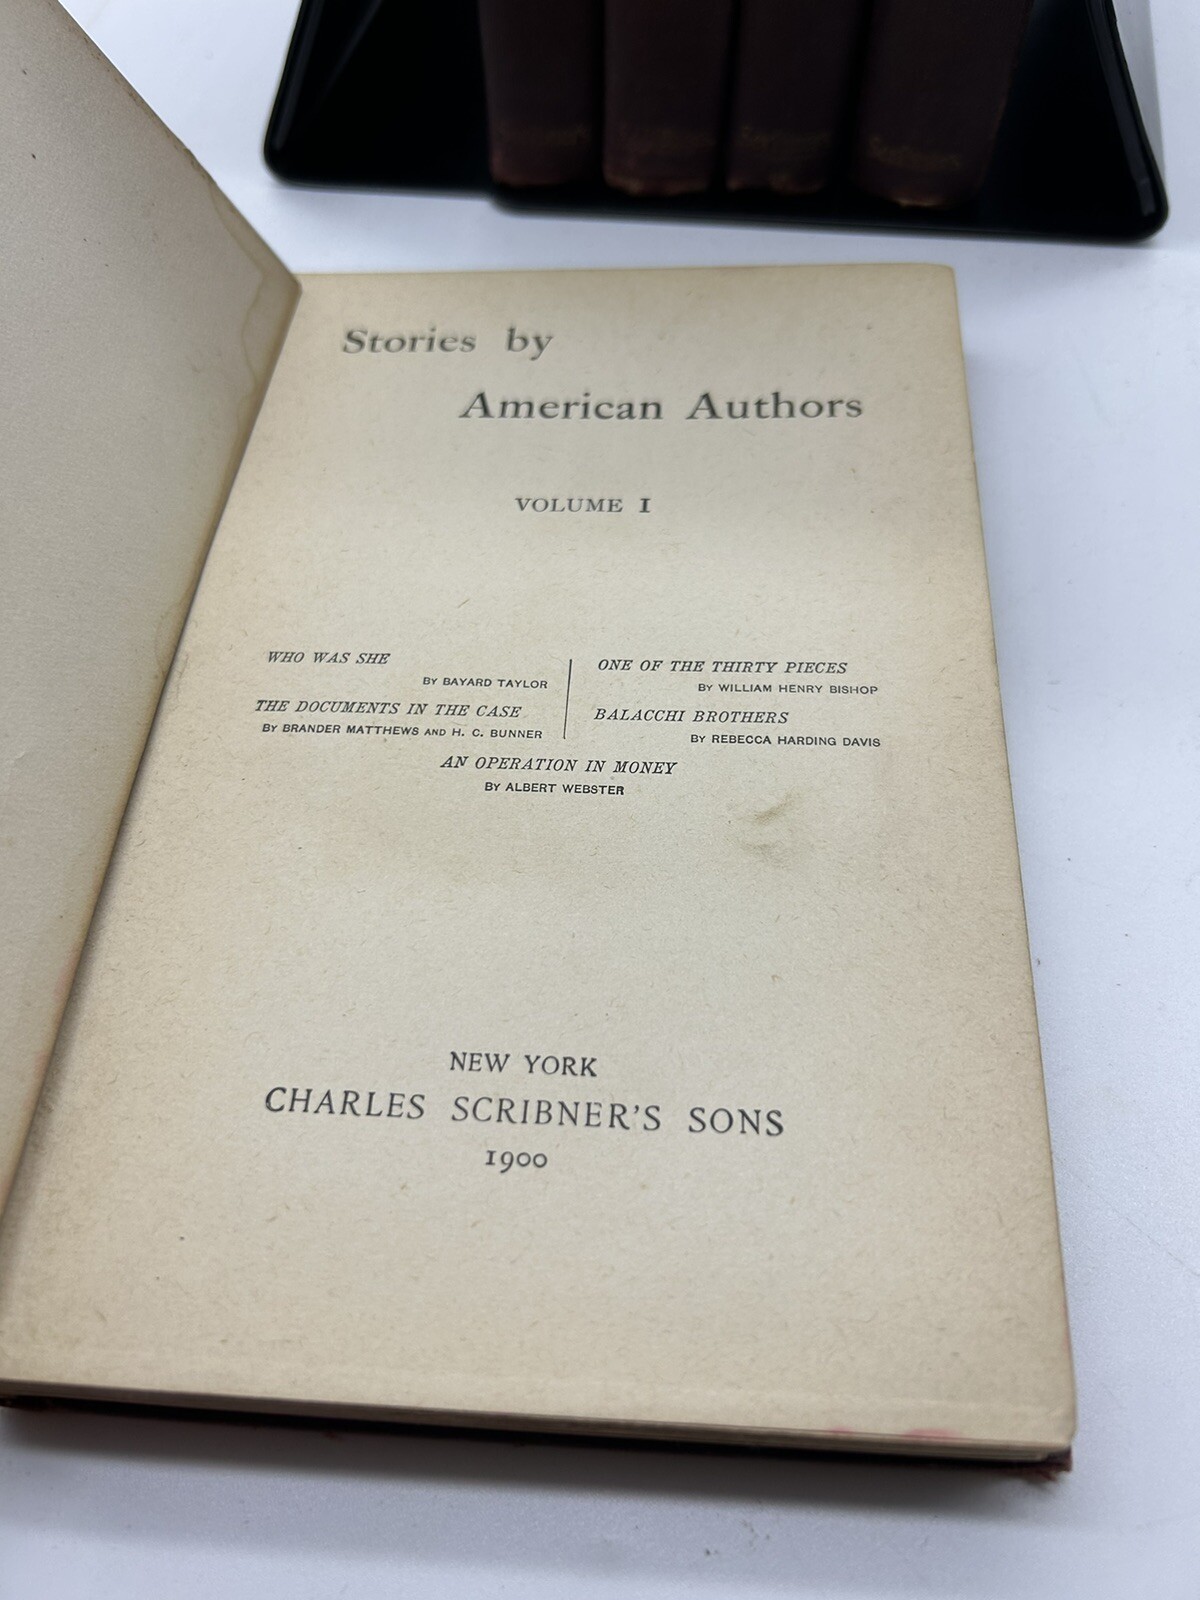 Stories by
American Authors
VOLUME I
WHO WAS SHE
BY BAYARD TAYLOR
THE DOCUMENTS IN THE CASE
BY BRANDER MATTHEWS AND H. C. BUNNER
ONE OF THE THIRTY PIECES
BY WILLIAM HENRY BISHOP
BALACCHI BROTHERS
BY REBECCA HARDING DAVIS
AN OPERATION IN MONEY
BY ALBERT WEBSTER
NEW YORK
CHARLES SCRIBNER'S SONS
1900